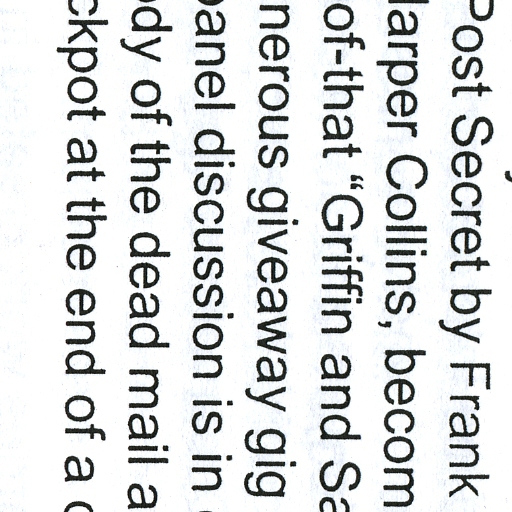 Post Secret by Frank
Harper Collins, becom
of-that “Griffin and Sa
nerous giveaway gig
panel discussion is in
ody of the dead mail a
ckpot at the end of a